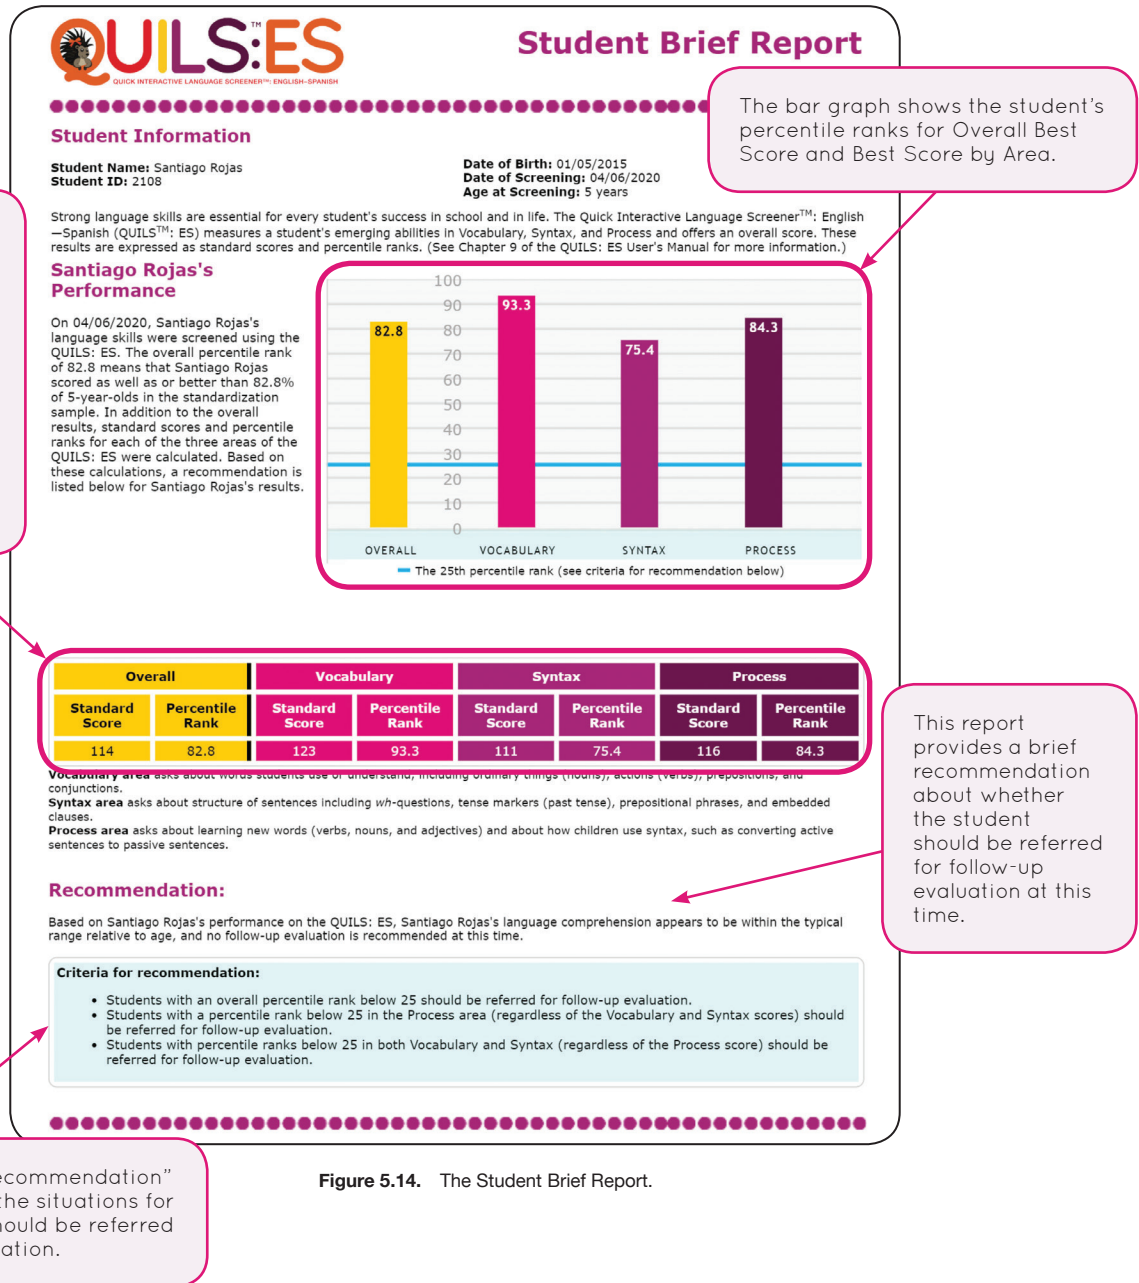 QUILS™:ES
QUICK INTERACTIVE LANGUAGE SCREENER™: ENGLISH–SPANISH
Student Brief Report
The bar graph shows the student’s
percentile ranks for Overall Best
Score and Best Score by Area.
Student Information
Student Name: Santiago Rojas
Student ID: 2108
Date of Birth: 01/05/2015
Date of Screening: 04/06/2020
Age at Screening: 5 years
Strong language skills are essential for every student's success in school and in life. The Quick Interactive Language Screener™: English
—Spanish (QUILS™: ES) measures a student's emerging abilities in Vocabulary, Syntax, and Process and offers an overall score. These
results are expressed as standard scores and percentile ranks. (See Chapter 9 of the QUILS: ES User's Manual for more information.)
Santiago Rojas's
Performance
On 04/06/2020, Santiago Rojas's
language skills were screened using the
QUILS: ES. The overall percentile rank
of 82.8 means that Santiago Rojas
scored as well as or better than 82.8%
of 5-year-olds in the standardization
sample. In addition to the overall
results, standard scores and percentile
ranks for each of the three areas of the
QUILS: ES were calculated. Based on
these calculations, a recommendation is
listed below for Santiago Rojas's results.
100
90
80
70
60
50
40
30
20
10
0
82.8
93.3
75.4
84.3
OVERALL VOCABULARY SYNTAX PROCESS
The 25th percentile rank (see criteria for recommendation below)
Overall Vocabulary Syntax Process
Standard Score Percentile Rank Standard Score Percentile Rank Standard Score Percentile Rank Standard Score Percentile Rank
114 82.8 123 93.3 111 75.4 116 84.3
Vocabulary area asks about words students use or understand, including ordinary things (nouns), actions (verbs), prepositions, and
conjunctions.
Syntax area asks about structure of sentences including wh-questions, tense markers (past tense), prepositional phrases, and embedded
clauses.
Process area asks about learning new words (verbs, nouns, and adjectives) and about how children use syntax, such as converting active
sentences to passive sentences.
This report
provides a brief
recommendation
about whether
the student
should be referred
for follow-up
evaluation at this
time.
Recommendation:
Based on Santiago Rojas's performance on the QUILS: ES, Santiago Rojas's language comprehension appears to be within the typical
range relative to age, and no follow-up evaluation is recommended at this time.
Criteria for recommendation:
• Students with an overall percentile rank below 25 should be referred for follow-up evaluation.
• Students with a percentile rank below 25 in the Process area (regardless of the Vocabulary and Syntax scores) should
be referred for follow-up evaluation.
• Students with percentile ranks below 25 in both Vocabulary and Syntax (regardless of the Process score) should be
referred for follow-up evaluation.
ecommendation”
the situations for
hould be referred
ation.
Figure 5.14. The Student Brief Report.